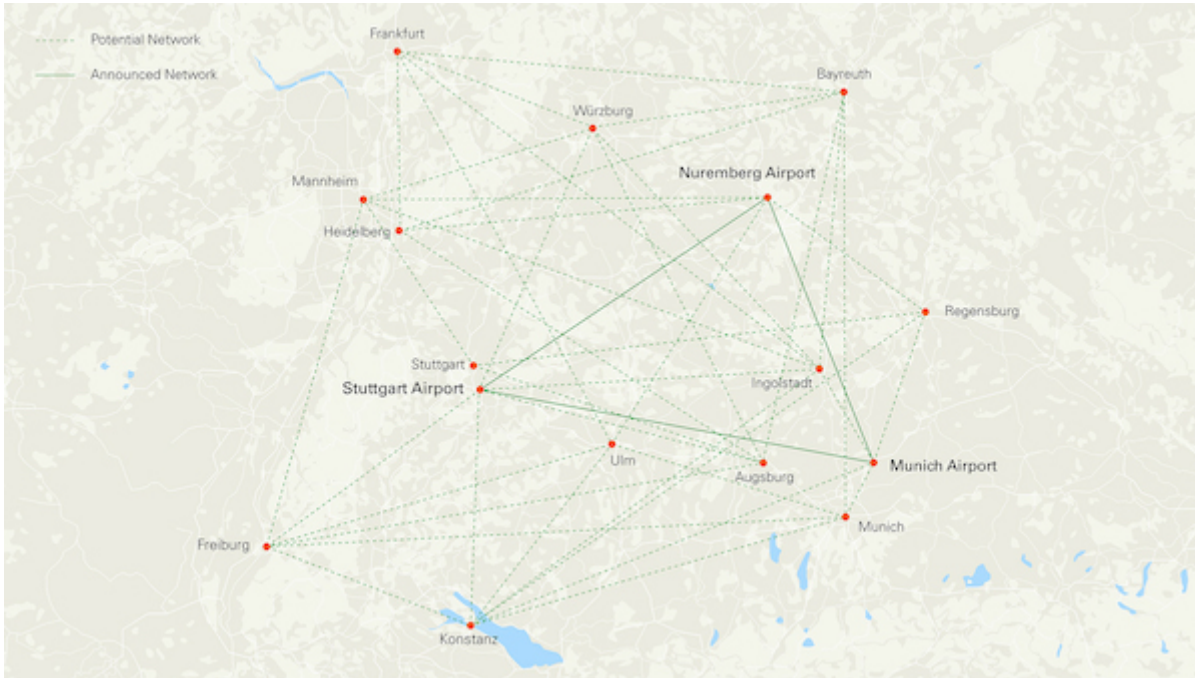 Potential Network
Announced Network
Frankfurt
Bayreuth
Würzburg
Nuremberg Airport
Mannheim
Heidelberg
Regensburg
Stuttgart
Stuttgart Airport
Ingolstadt
Ulm
Augsburg
Munich Airport
Munich
Freiburg
Konstanz